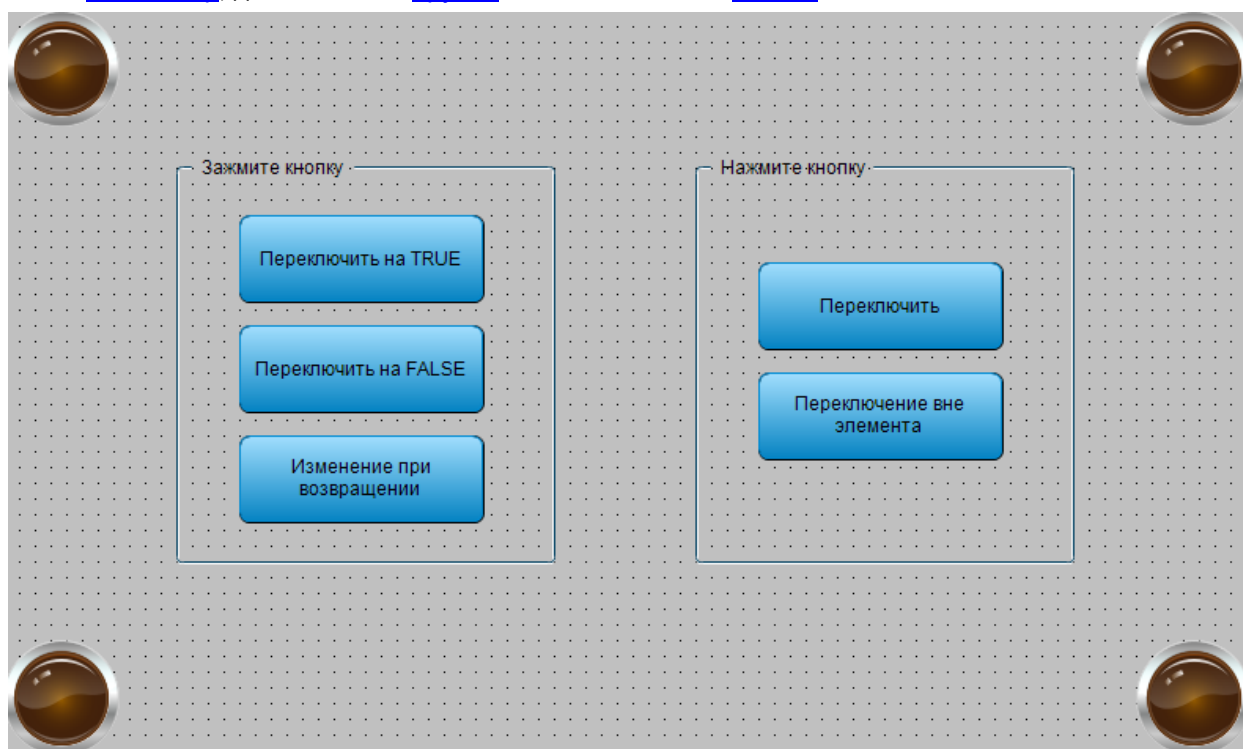 Зажмите кнопку
Нажмите кнопку
Переключить на TRUE
Переключить на FALSE
Изменение при
возвращении
Переключить
Переключение вне
элемента